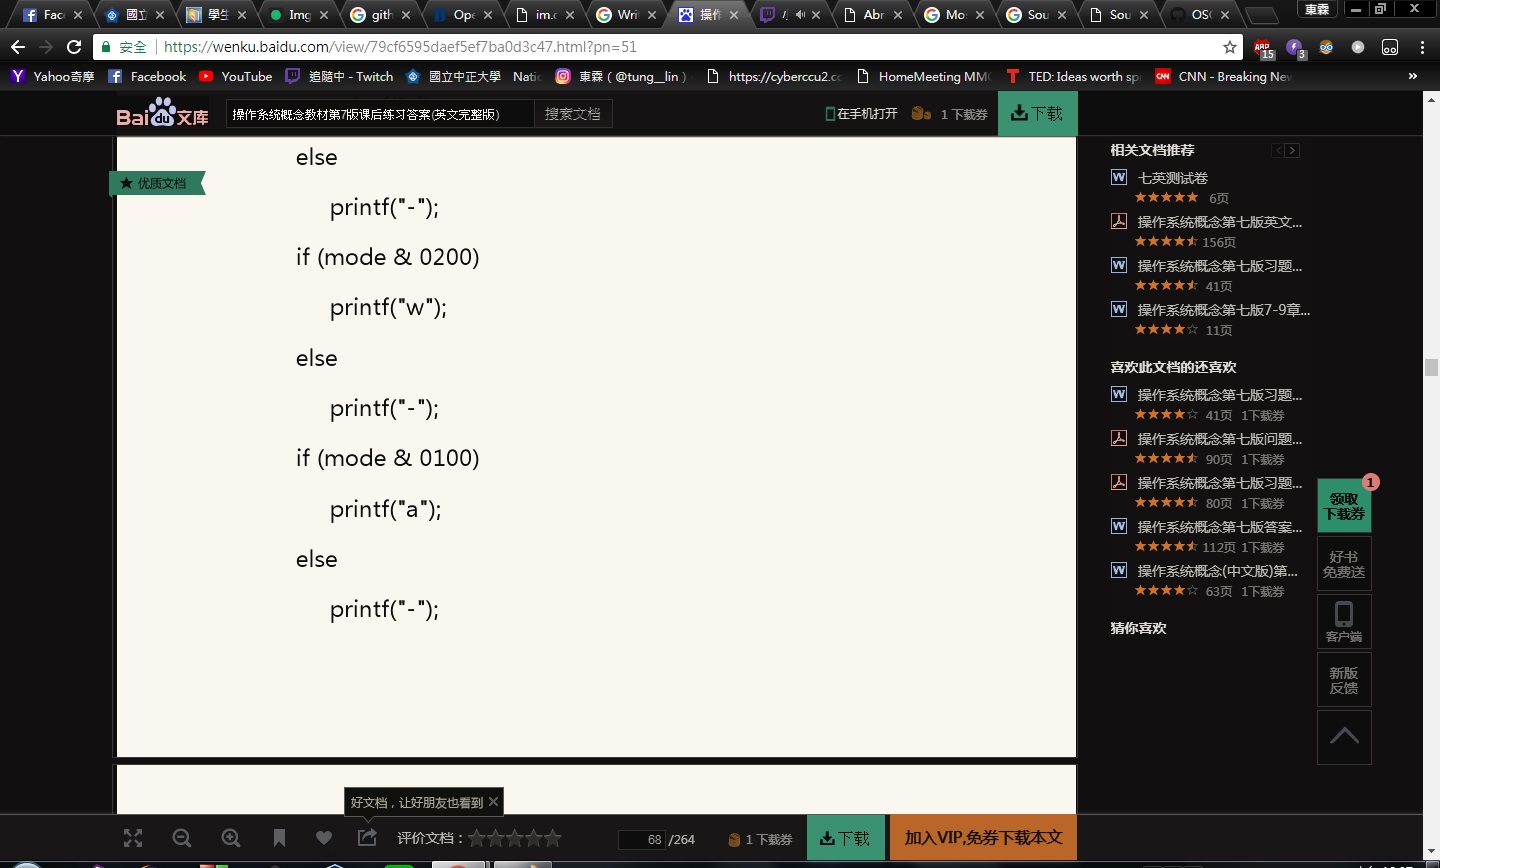 Fac
國立
學生
Img
gith
Ope
im.c
Wri
操作
Abr
Mo
Sou
Sou
OSC
東霖
安全 https://wenku.baidu.com/view/79cf6595daef5ef7ba0d3c47.html?pn=51
ABP
15
3
Yahoo奇摩
Facebook
YouTube
追隨中 - Twitch
國立中正大學 Natio
東霖 ( @tung__lin )
https://cyberccu2.cc
HomeMeeting MMC
TED: Ideas worth spr
CNN
CNN - Breaking New
»
Bai du 文库
操作系统概念教材第7版课后练习答案(英文完整版)
搜索文档
在手机打开
1 下载券
下载
优质文档
else
printf("-");
if (mode & 0200)
printf("w");
else
printf("-");
if (mode & 0100)
printf("a");
else
printf("-");
相关文档推荐
七英测试卷
6页
操作系统概念第七版英文...
156页
操作系统概念第七版习题...
41页
操作系统概念第七版7-9章...
11页
喜欢此文档的还喜欢
操作系统概念第七版习题...
41页 1下载券
操作系统概念第七版问题...
90页 1下载券
操作系统概念第七版习题...
80页 1下载券
操作系统概念第七版答案...
112页 1下载券
操作系统概念(中文版)第...
63页 1下载券
猜你喜欢
1
领取
下载券
好书
免费送
客户端
新版
反馈
好文档，让好朋友也看到
评价文档：
68 /264
1 下载券
下载
加入VIP,免券下载本文